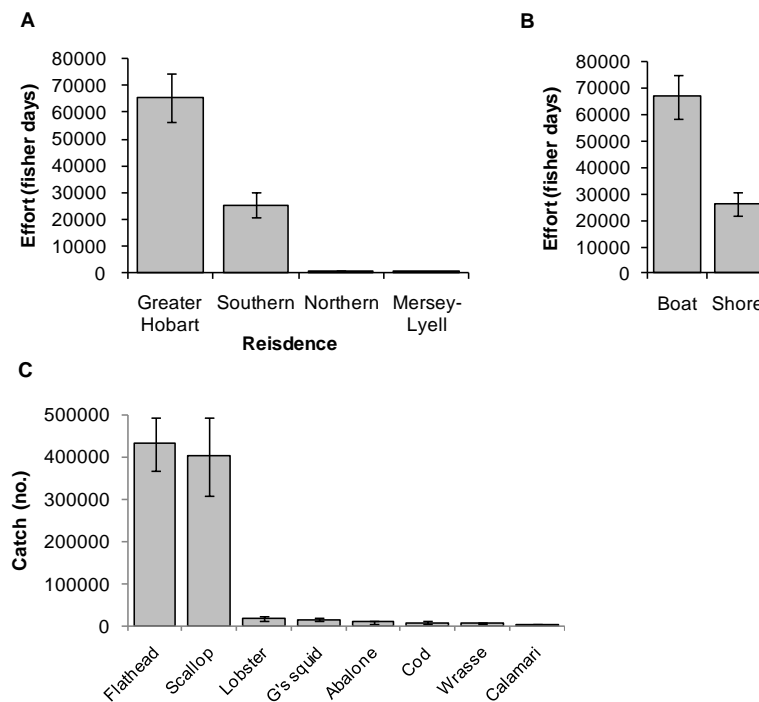 A
Effort (fisher days)
80000
70000
60000
50000
40000
30000
20000
10000
0
Greater Hobart
Southern
Northern
Mersey-Lyell
Reisdence
B
Effort (fisher days)
80000
70000
60000
50000
40000
30000
20000
10000
0
Boat
Shore
C
Catch (no.)
500000
400000
300000
200000
100000
0
Flathead
Scallop
Lobster
G's squid
Abalone
Cod
Wrasse
Calamari